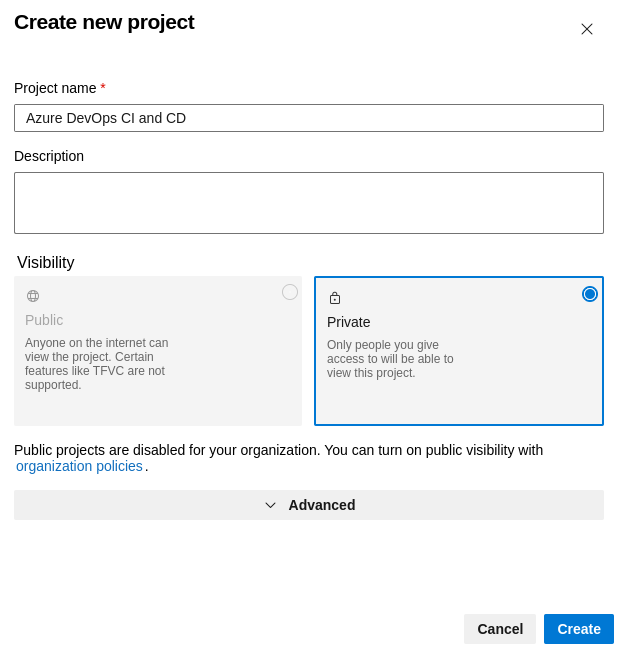 Create new project
Project name *
Azure DevOps CI and CD
Description
Visibility
Public
Anyone on the internet can
view the project. Certain
features like TFVC are not
supported.
Private
Only people you give
access to will be able to
view this project.
Public projects are disabled for your organization. You can turn on public visibility with
organization policies.
Advanced
Cancel
Create